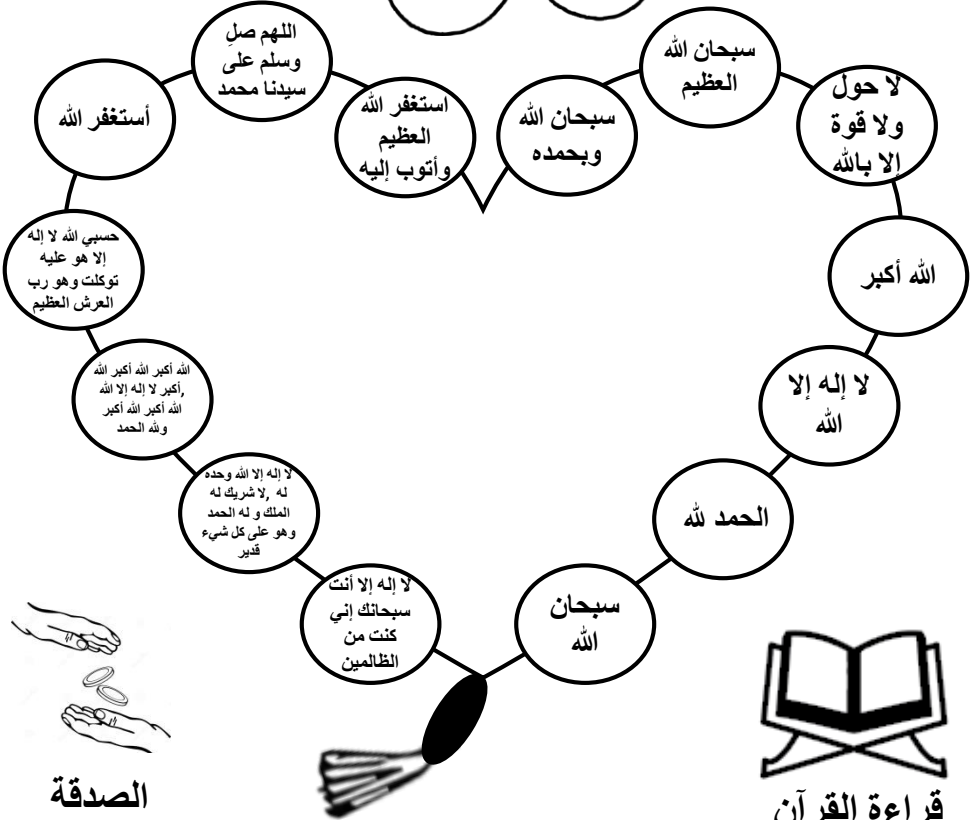 سبحان الله
العظيم
لا حول
ولا قوة
إلا بالله
سبحان الله
وبحمده
الله أكبر
لا إله إلا
الله
الحمد لله
سبحان
الله
اللهم صلِ
وسلم على
سيدنا محمد
استغفر الله
العظيم
وأتوب إليه
أستغفر الله
حسبي الله لا إله
إلا هو عليه
توكلت وهو رب
العرش العظيم
الله أكبر الله أكبر الله
أكبر لا إله إلا الله,
الله أكبر الله أكبر
ولله الحمد
لا إله إلا الله وحده
لا شريك له, له
الملك و له الحمد
وهو على كل شيء
قدير
لا إله إلا أنت
سبحانك إني
كنت من
الظالمين
قراءة القرآن
الصدقة